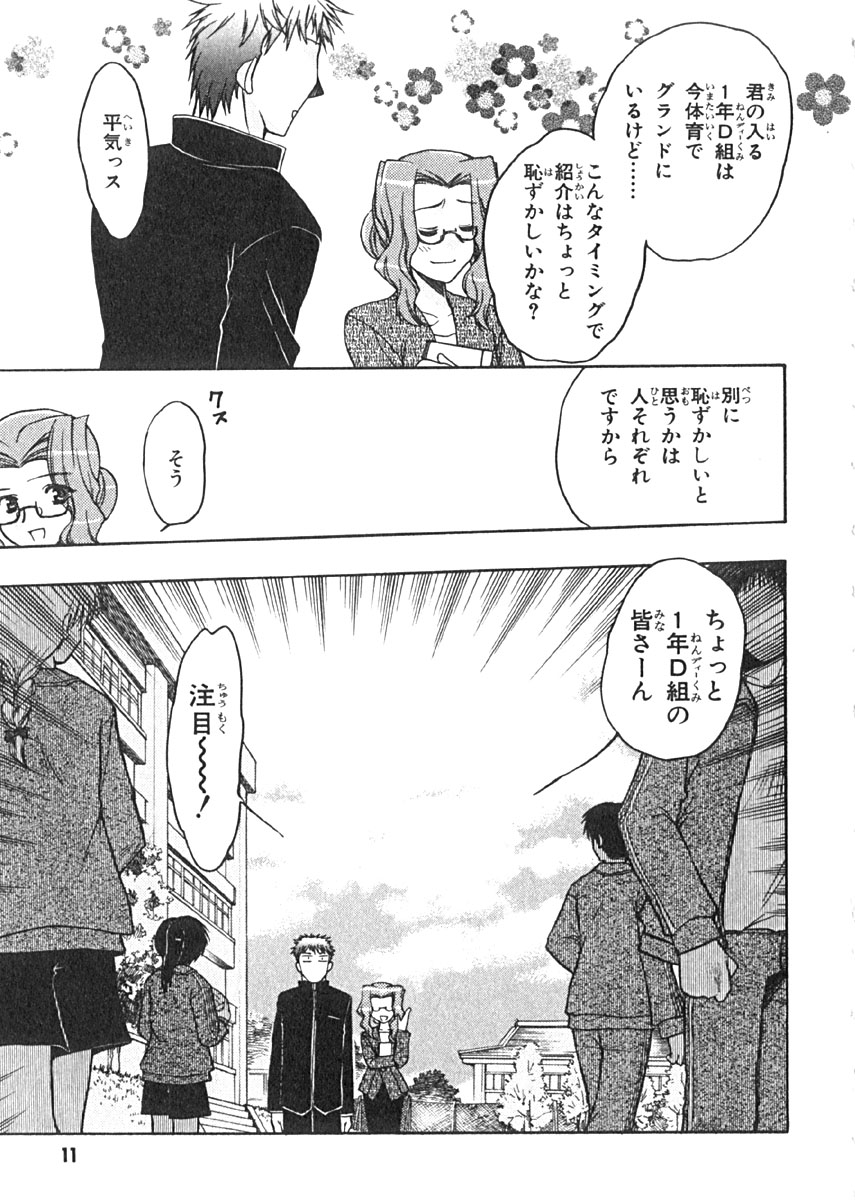 君の入る
1年D組は
今体育で
グランドに
いるけど……
こんなタイミングで
紹介はちょっと
恥ずかしいかな?
平気っス
別に
恥ずかしいと
思うかは
人それぞれ
ですから
クス
そう
ちょっと
1年D組の
皆さーん
注目〜〜〜!
11